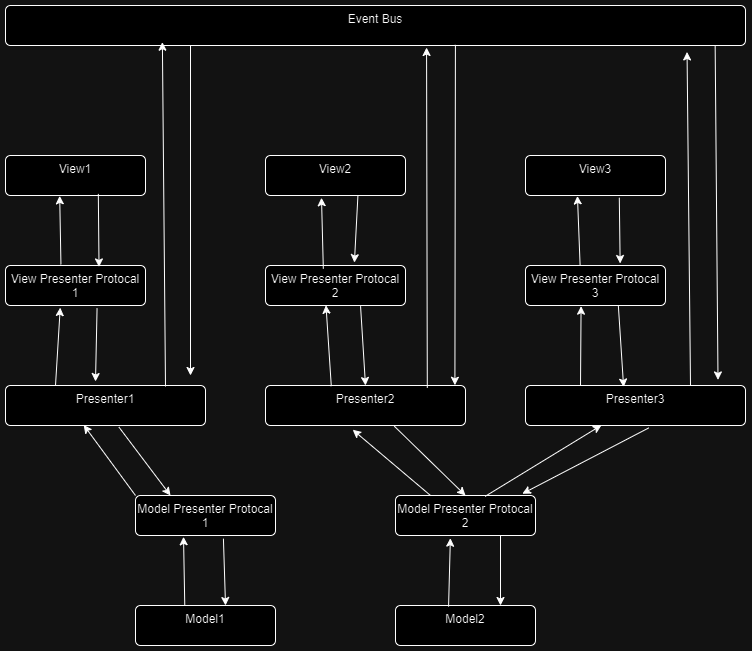 Event Bus
View1
View2
View3
View Presenter Protocal
1
View Presenter Protocal
2
View Presenter Protocal
3
Presenter1
Presenter2
Presenter3
Model Presenter Protocal
1
Model Presenter Protocal
2
Model1
Model2